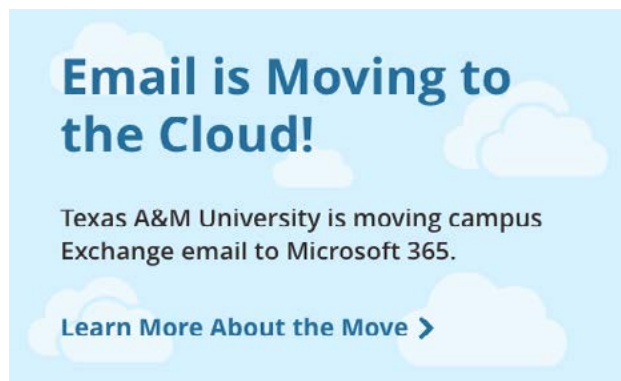 Email is Moving to
the Cloud!
Texas A&M University is moving campus
Exchange email to Microsoft 365.
Learn More About the Move